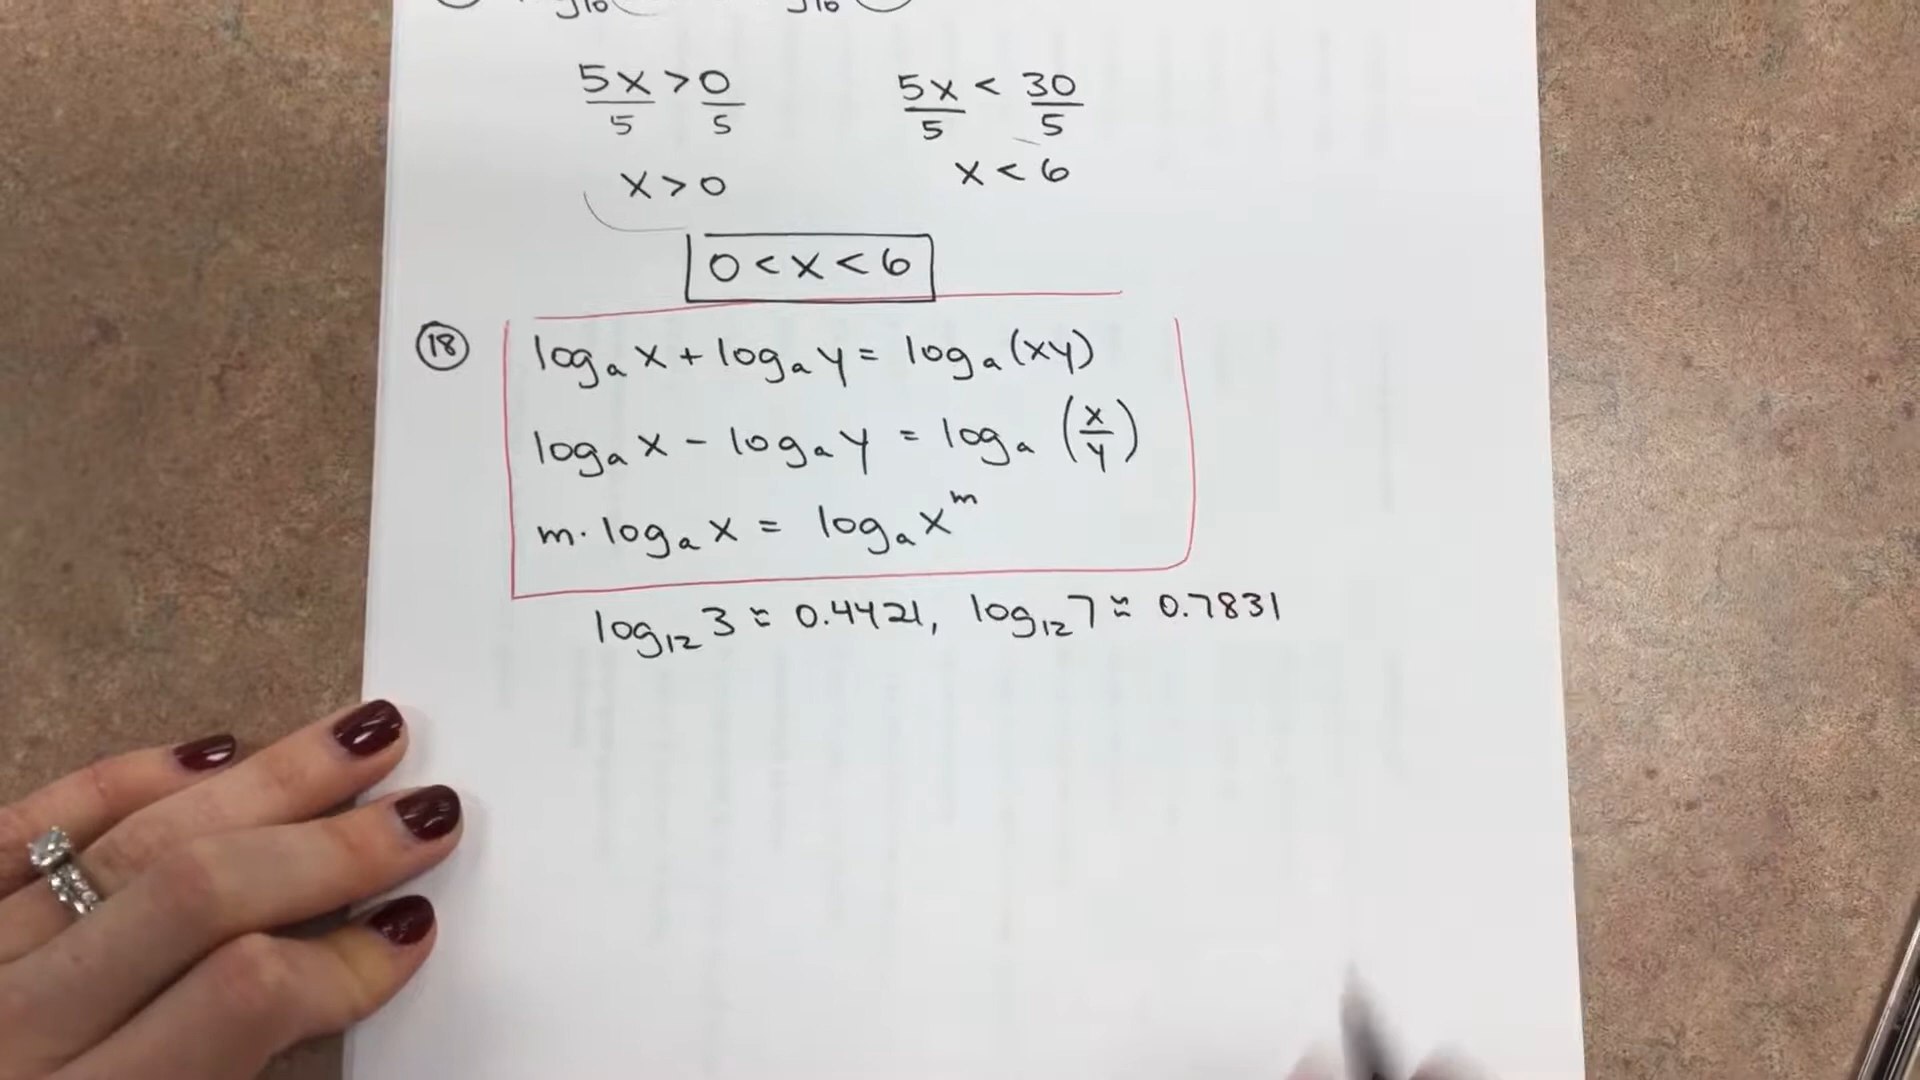 5x > 0 5x < 30
5 5 5 5
x > 0 x < 6
0 < x < 6
18 logₐ x + logₐ y = logₐ (xy)
logₐ x - logₐ y = logₐ (x/y)
m · logₐ x = logₐ xᵐ
log₁₂ 3 ≈ 0.4421, log₁₂ 7 ≈ 0.7831